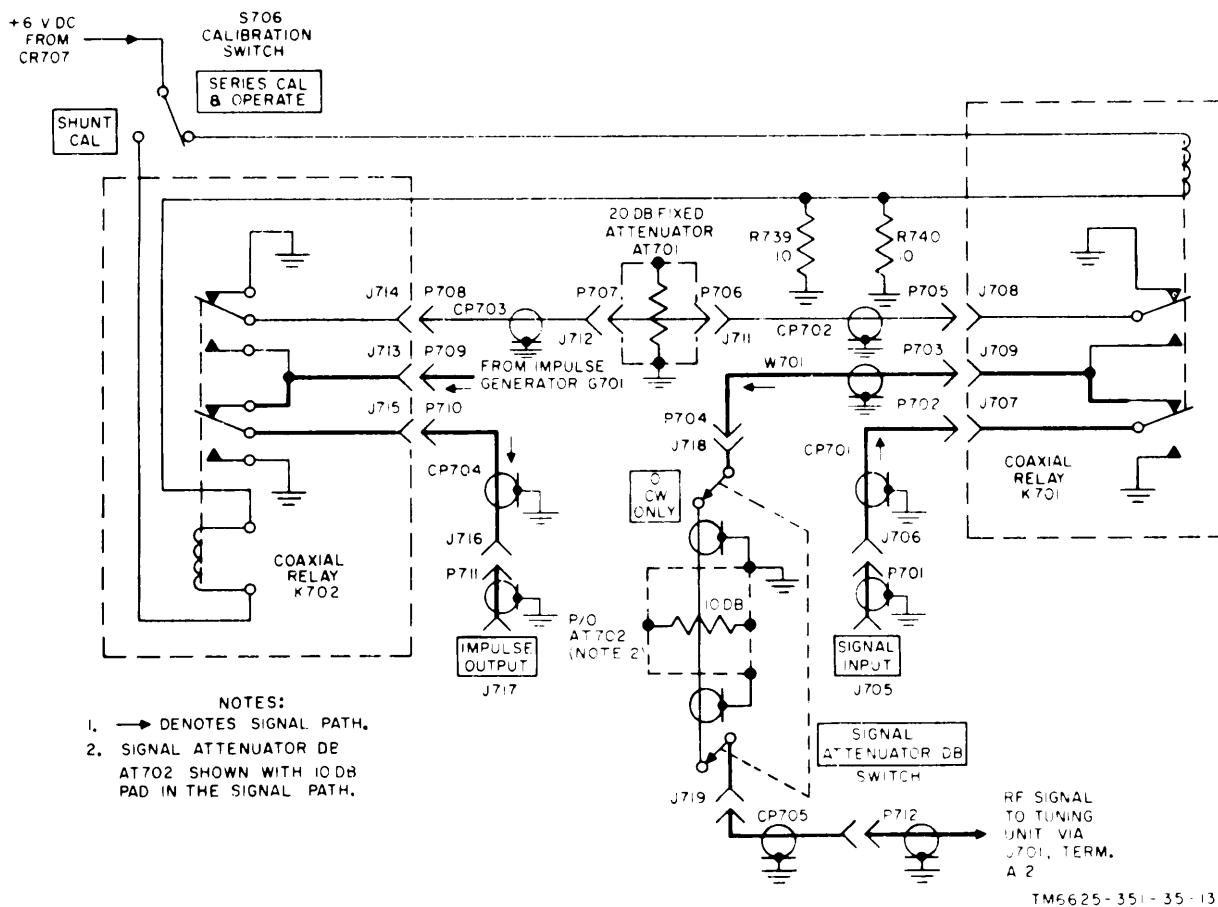 +6 V DC
FROM
CR707
S706
CALIBRATION
SWITCH
SERIES CAL
& OPERATE
SHUNT
CAL
20 DB FIXED
ATTENUATOR
AT701
R739
10
R740
10
J714
P708
CP703
P707
J712
P706
J711
CP702
P705
J708
J713
P709
FROM IMPULSE
GENERATOR G701
W701
P703
J709
J715
P710
P704
J718
P702
J707
CP704
0
CW
ONLY
CP701
COAXIAL
RELAY
K701
J716
J706
COAXIAL
RELAY
K702
P711
P701
10 DB
P/O
AT702
(NOTE 2)
IMPULSE
OUTPUT
J717
SIGNAL
INPUT
J705
NOTES:
1. → DENOTES SIGNAL PATH.
2. SIGNAL ATTENUATOR DB
AT702 SHOWN WITH 10 DB
PAD IN THE SIGNAL PATH.
SIGNAL
ATTENUATOR DB
SWITCH
J719
CP705
P712
RF SIGNAL
TO TUNING
UNIT VIA
J701, TERM.
A 2
TM6625-351-35-13